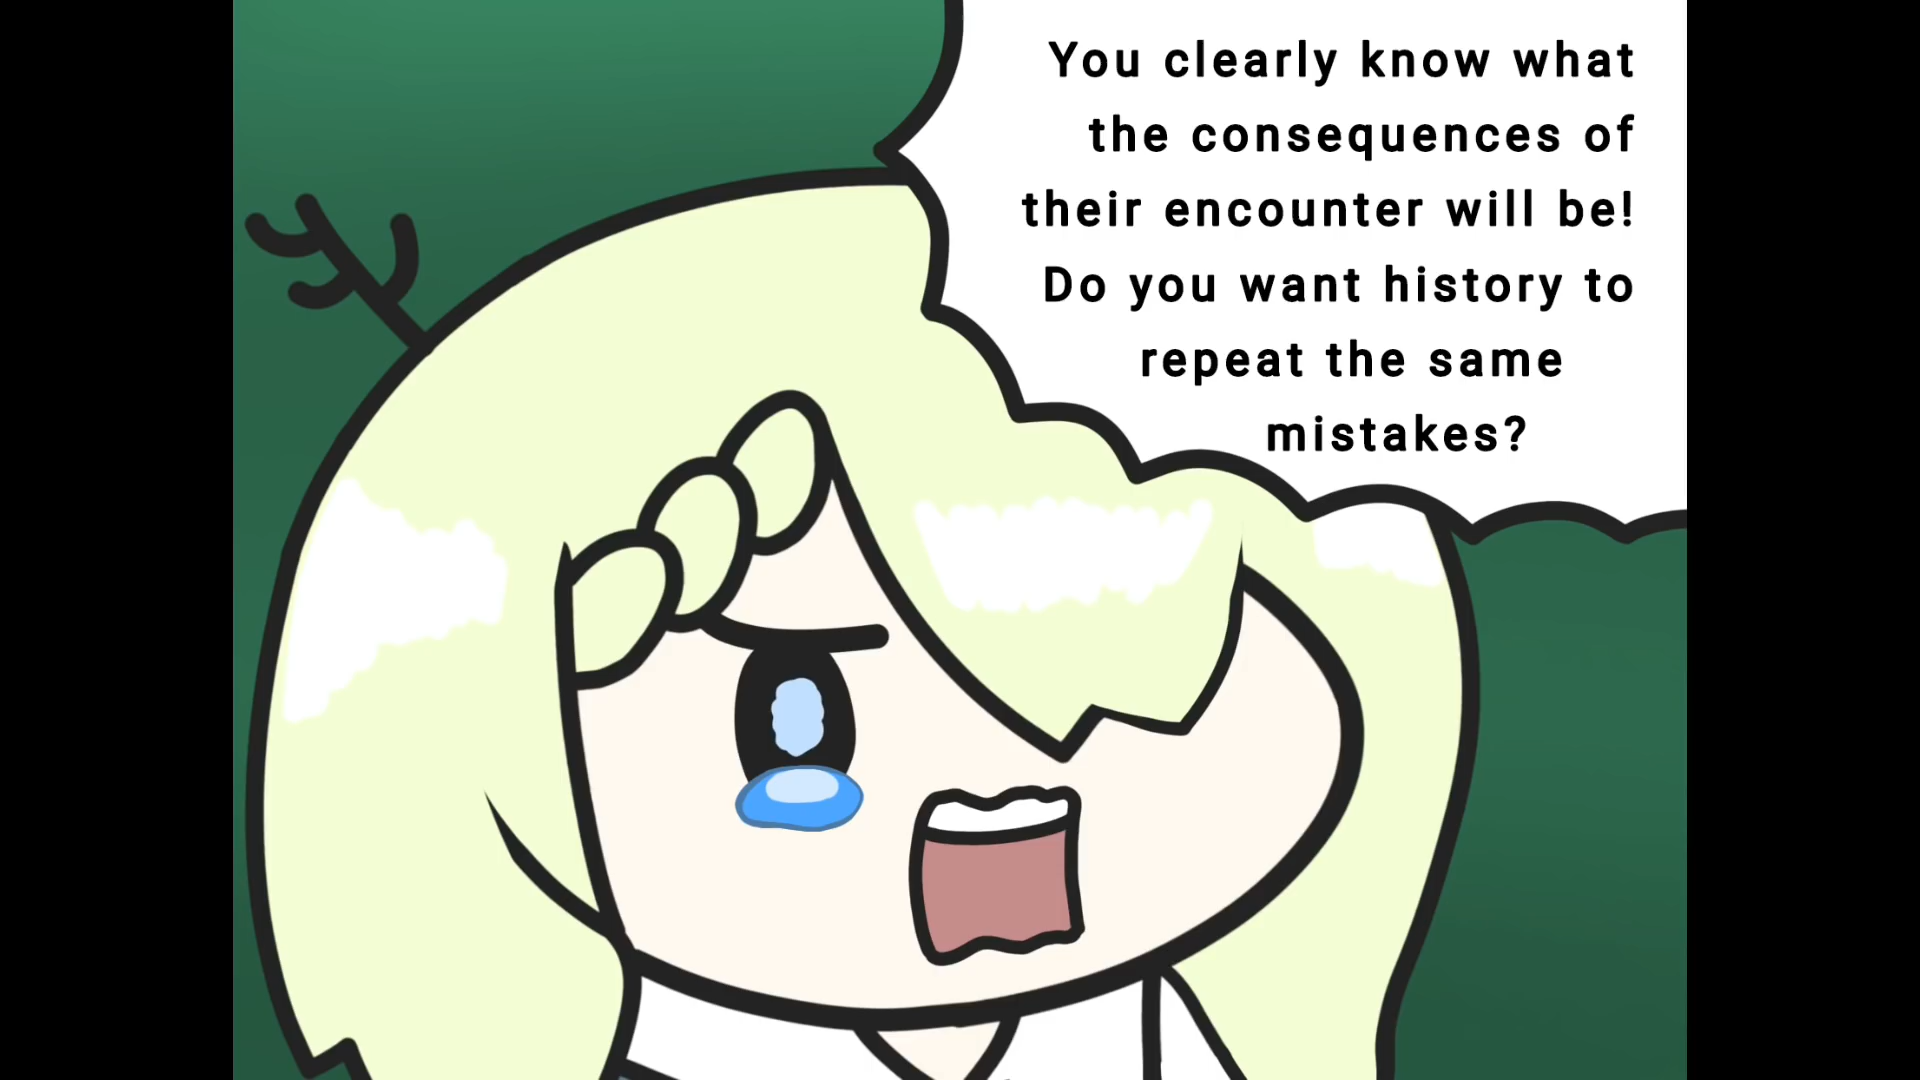 You clearly know what
the consequences of
their encounter will be!
Do you want history to
repeat the same
mistakes?